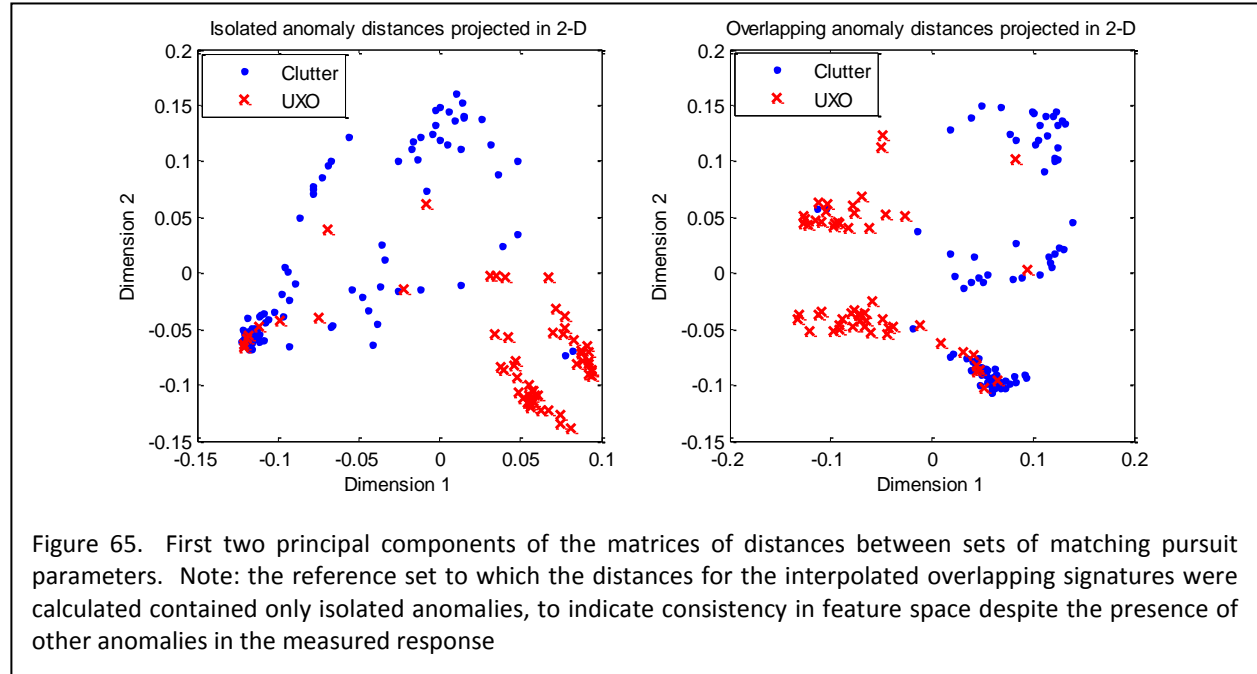 Isolated anomaly distances projected in 2-D
0.2
0.15
0.1
0.05
0
-0.05
-0.1
-0.15
Dimension 2
Clutter
UXO
-0.15
-0.1
-0.05
0
0.05
0.1
Dimension 1
Overlapping anomaly distances projected in 2-D
0.2
0.15
0.1
0.05
0
-0.05
-0.1
-0.15
Dimension 2
Clutter
UXO
-0.2
-0.1
0
0.1
0.2
Dimension 1
Figure 65. First two principal components of the matrices of distances between sets of matching pursuit
parameters. Note: the reference set to which the distances for the interpolated overlapping signatures were
calculated contained only isolated anomalies, to indicate consistency in feature space despite the presence of
other anomalies in the measured response